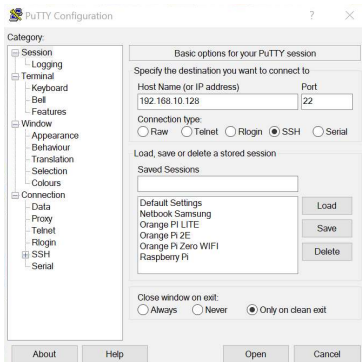 PuTTY Configuration
Category:
Session
Logging
Terminal
Keyboard
Bell
Features
Window
Appearance
Behaviour
Translation
Selection
Colours
Connection
Data
Proxy
Telnet
Rlogin
SSH
Serial
Basic options for your PuTTY session
Specify the destination you want to connect to
Host Name (or IP address) Port
192.168.10.128 22
Connection type:
Raw Telnet Rlogin SSH Serial
Load, save or delete a stored session
Saved Sessions
Default Settings
Netbook Samsung
Orange PI LITE
Orange Pi 2E
Orange Pi Zero WIFI
Raspberry Pi
Load
Save
Delete
Close window on exit:
Always Never Only on clean exit
About Help Open Cancel